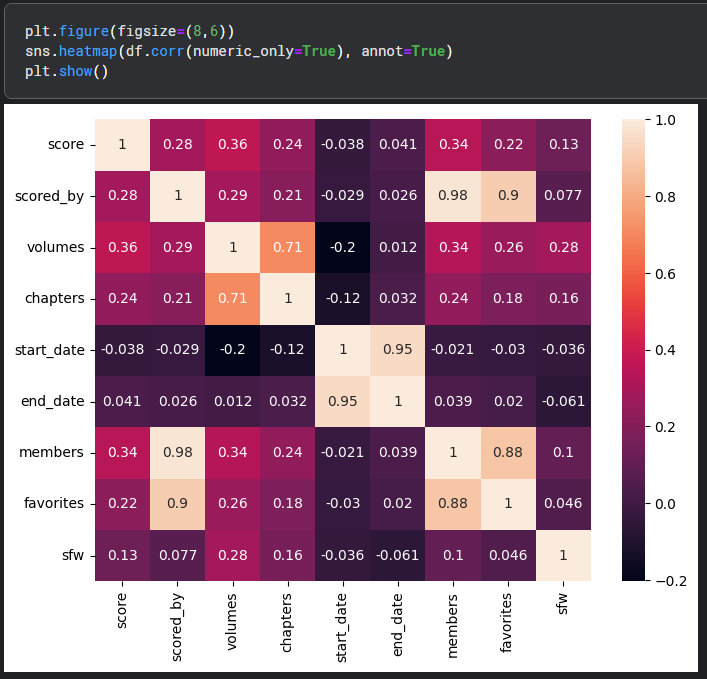 plt.figure(figsize=(8,6))
sns.heatmap(df.corr(numeric_only=True), annot=True)
plt.show()
score 1 0.28 0.36 0.24 -0.038 0.041 0.34 0.22 0.13
scored_by 0.28 1 0.29 0.21 -0.029 0.026 0.98 0.9 0.077
volumes 0.36 0.29 1 0.71 -0.2 0.012 0.34 0.26 0.28
chapters 0.24 0.21 0.71 1 -0.12 0.032 0.24 0.18 0.16
start_date -0.038 -0.029 -0.2 -0.12 1 0.95 -0.021 -0.03 -0.036
end_date 0.041 0.026 0.012 0.032 0.95 1 0.039 0.02 -0.061
members 0.34 0.98 0.34 0.24 -0.021 0.039 1 0.88 0.1
favorites 0.22 0.9 0.26 0.18 -0.03 0.02 0.88 1 0.046
sfw 0.13 0.077 0.28 0.16 -0.036 -0.061 0.1 0.046 1
score scored_by volumes chapters start_date end_date members favorites sfw
1.0
0.8
0.6
0.4
0.2
0.0
−0.2